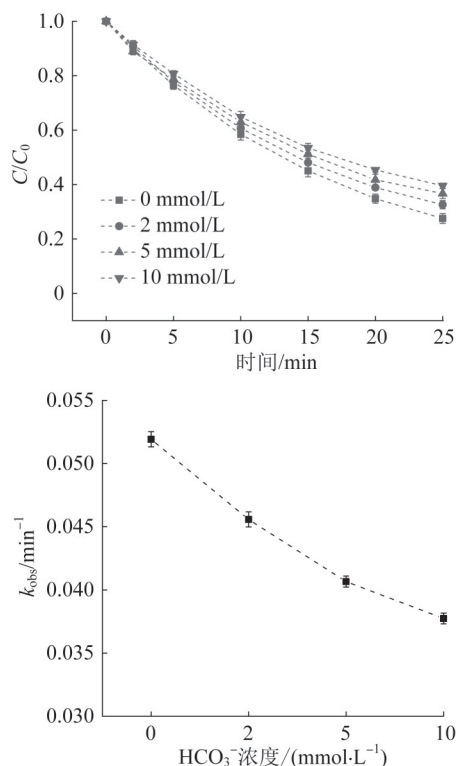 1.0
0.8
0.6
0.4
0.2
0
C/C₀
0 mmol/L
2 mmol/L
5 mmol/L
10 mmol/L
0 5 10 15 20 25
时间/min
0.055
0.050
0.045
0.040
0.035
0.030
k_obs/min⁻¹
0 2 5 10
HCO₃⁻浓度/(mmol·L⁻¹)